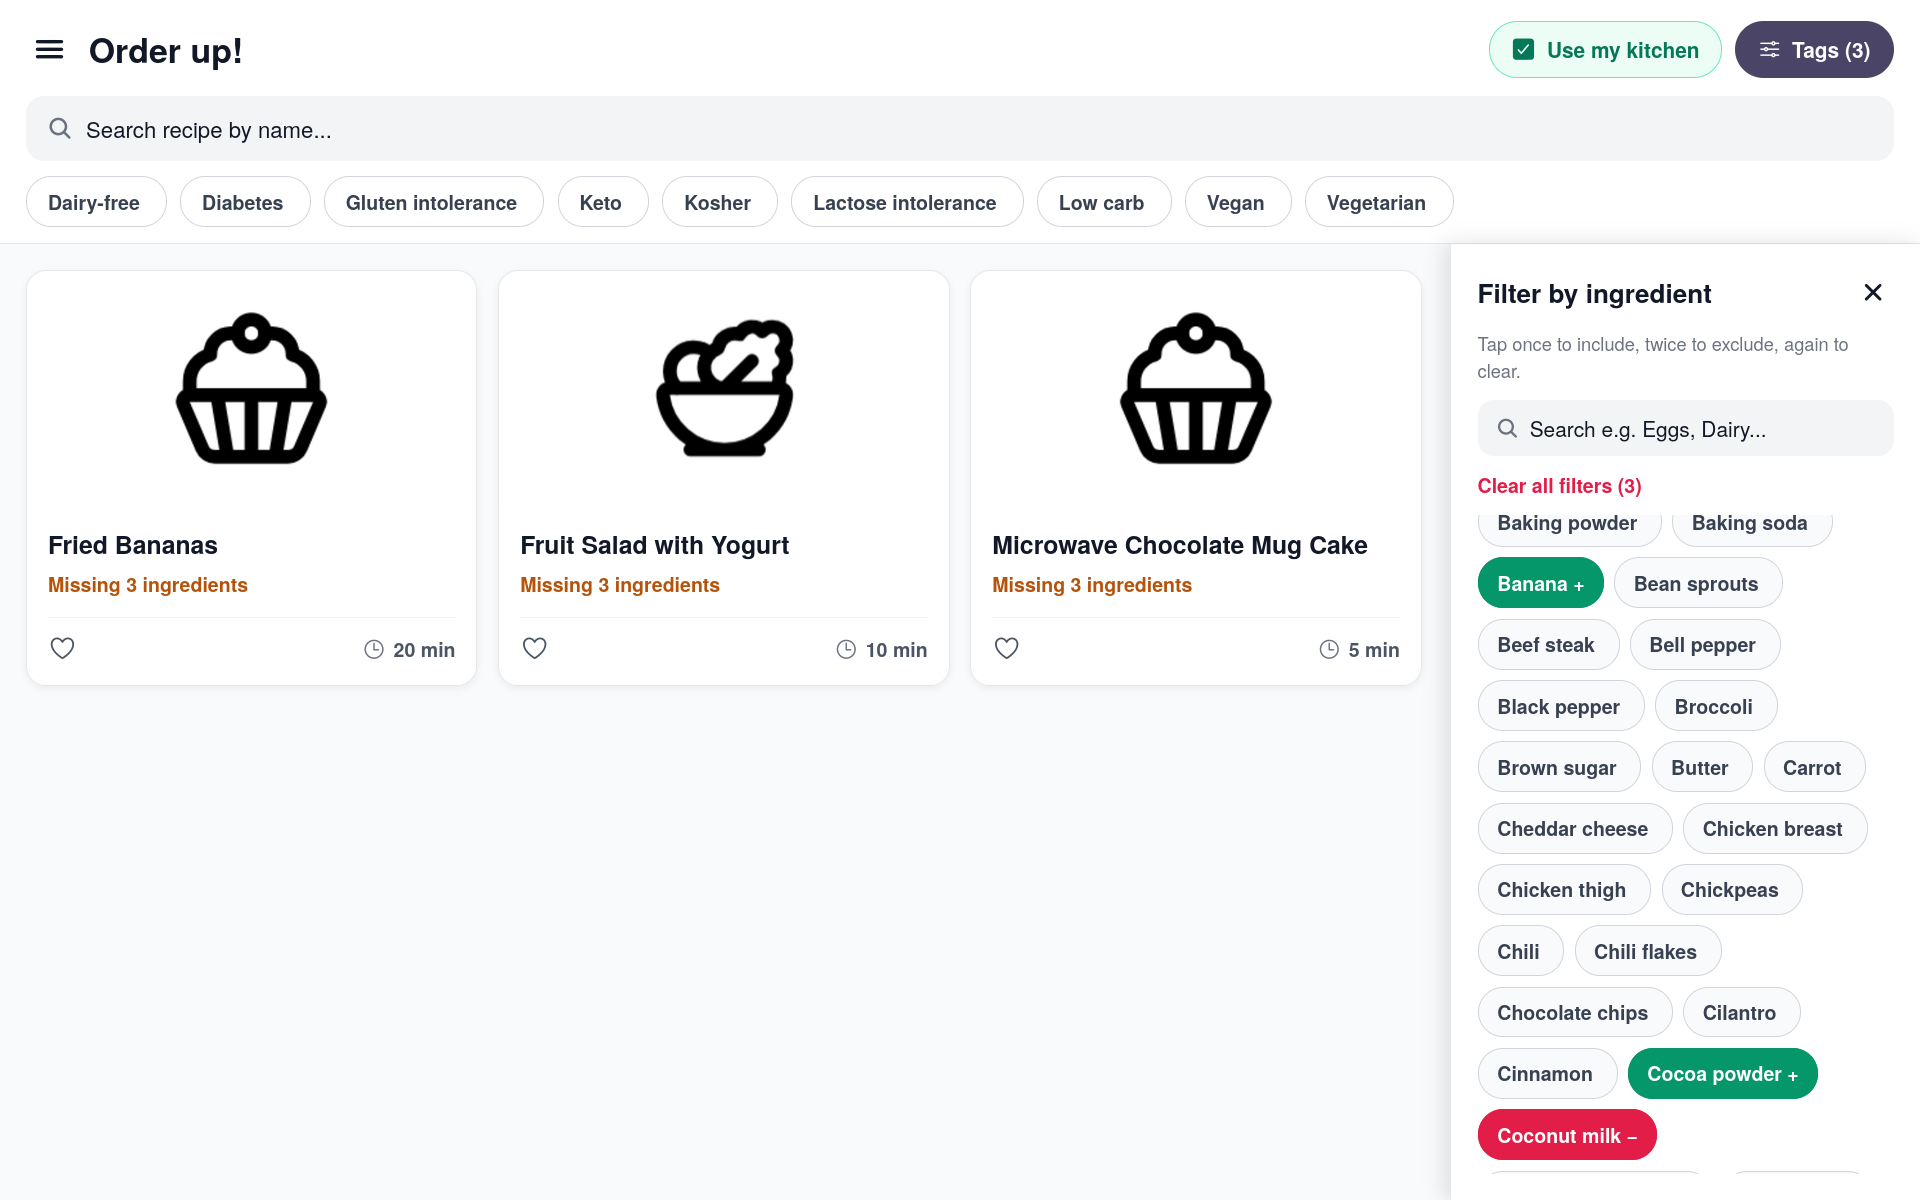 Order up!
Use my kitchen
Tags (3)
Search recipe by name...
Dairy-free
Diabetes
Gluten intolerance
Keto
Kosher
Lactose intolerance
Low carb
Vegan
Vegetarian
Fried Bananas
Missing 3 ingredients
20 min
Fruit Salad with Yogurt
Missing 3 ingredients
10 min
Microwave Chocolate Mug Cake
Missing 3 ingredients
5 min
Filter by ingredient
Tap once to include, twice to exclude, again to
clear.
Search e.g. Eggs, Dairy...
Clear all filters (3)
Baking powder
Baking soda
Banana +
Bean sprouts
Beef steak
Bell pepper
Black pepper
Broccoli
Brown sugar
Butter
Carrot
Cheddar cheese
Chicken breast
Chicken thigh
Chickpeas
Chili
Chili flakes
Chocolate chips
Cilantro
Cinnamon
Cocoa powder +
Coconut milk –